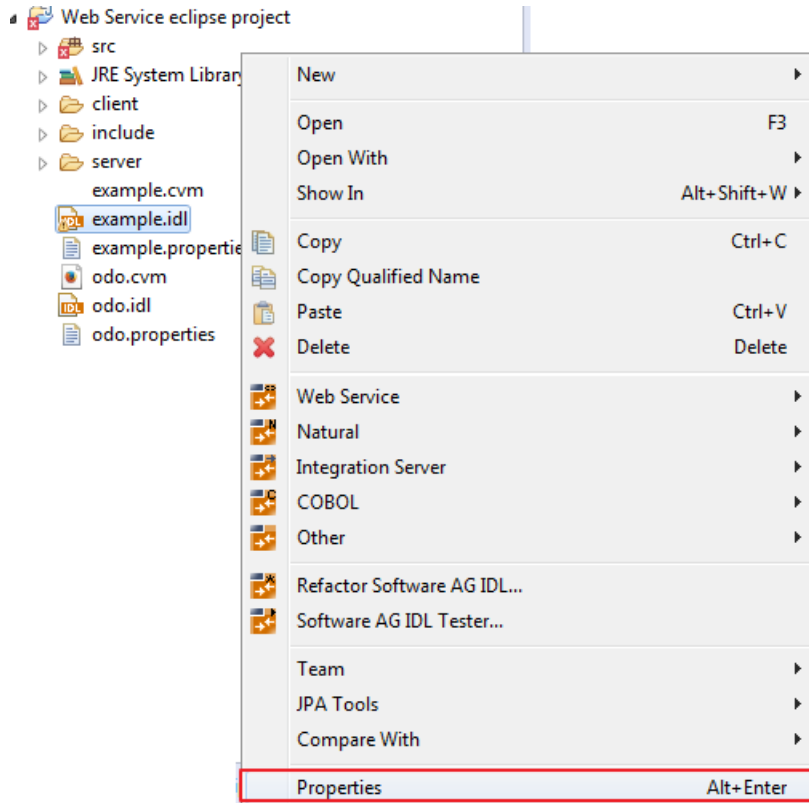 Web Service eclipse project
src
JRE System Library
client
include
server
example.cvm
example.idl
example.propertie
odo.cvm
odo.idl
odo.properties
New
Open F3
Open With
Show In Alt+Shift+W
Copy Ctrl+C
Copy Qualified Name
Paste Ctrl+V
Delete Delete
Web Service
Natural
Integration Server
COBOL
Other
Refactor Software AG IDL...
Software AG IDL Tester...
Team
JPA Tools
Compare With
Properties Alt+Enter